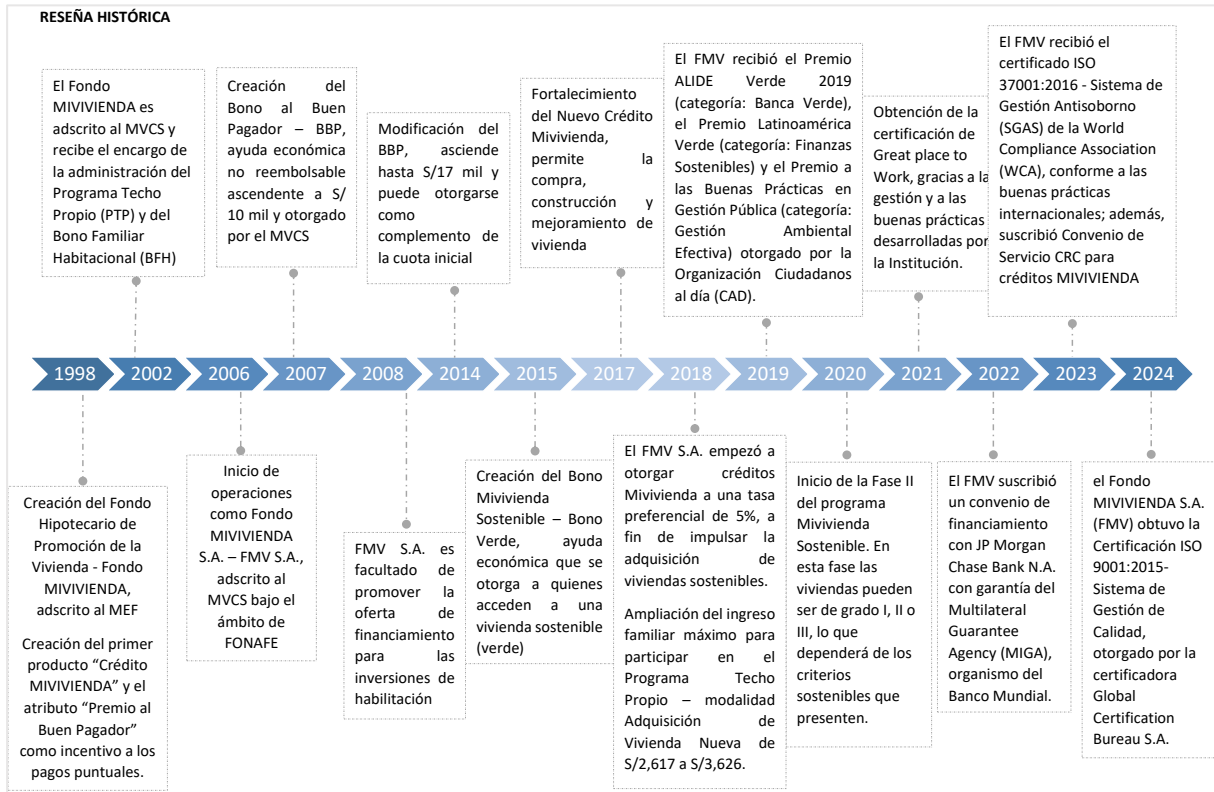 RESEÑA HISTÓRICA
El Fondo
MIVIVIENDA es
adscrito al MVCS y
recibe el encargo de
la administración del
Programa Techo
Propio (PTP) y del
Bono Familiar
Habitacional (BFH)
Creación del
Bono al Buen
Pagador – BBP,
ayuda económica
no reembolsable
ascendente a S/
10 mil y otorgado
por el MVCS
Modificación del
BBP, asciende
hasta S/17 mil y
puede otorgarse
como
complemento de
la cuota inicial
Fortalecimiento
del Nuevo Crédito
Mivivienda,
permite la
compra,
construcción y
mejoramiento de
vivienda
El FMV recibió el Premio
ALIDE Verde 2019
(categoría: Banca Verde),
el Premio Latinoamérica
Verde (categoría: Finanzas
Sostenibles) y el Premio a
las Buenas Prácticas en
Gestión Pública (categoría:
Gestión Ambiental
Efectiva) otorgado por la
Organización Ciudadanos
al día (CAD).
Obtención de la
certificación de
Great place to
Work, gracias a la
gestión y a las
buenas prácticas
desarrolladas por
la Institución.
El FMV recibió el
certificado ISO
37001:2016 - Sistema de
Gestión Antisoborno
(SGAS) de la World
Compliance Association
(WCA), conforme a las
buenas prácticas
internacionales; además,
suscribió Convenio de
Servicio CRC para
créditos MIVIVIENDA
1998 2002 2006 2007 2008 2014 2015 2017 2018 2019 2020 2021 2022 2023 2024
Creación del Fondo
Hipotecario de
Promoción de la
Vivienda - Fondo
MIVIVIENDA,
adscrito al MEF
Creación del primer
producto “Crédito
MIVIVIENDA” y el
atributo “Premio al
Buen Pagador”
como incentivo a los
pagos puntuales.
Inicio de
operaciones
como Fondo
MIVIVIENDA
S.A. – FMV S.A.,
adscrito al
MVCS bajo el
ámbito de
FONAFE
FMV S.A. es
facultado de
promover la
oferta de
financiamiento
para las
inversiones de
habilitación
Creación del Bono
Mivivienda
Sostenible – Bono
Verde, ayuda
económica que se
otorga a quienes
acceden a una
vivienda sostenible
(verde)
El FMV S.A. empezó a
otorgar créditos
Mivivienda a una tasa
preferencial de 5%, a
fin de impulsar la
adquisición de
viviendas sostenibles.
Ampliación del ingreso
familiar máximo para
participar en el
Programa Techo
Propio – modalidad
Adquisición de
Vivienda Nueva de
S/2,617 a S/3,626.
Inicio de la Fase II
del programa
Mivivienda
Sostenible. En
esta fase las
viviendas pueden
ser de grado I, II o
III, lo que
dependerá de los
criterios
sostenibles que
presenten.
El FMV suscribió
un convenio de
financiamiento
con JP Morgan
Chase Bank N.A.
con garantía del
Multilateral
Guarantee
Agency (MIGA),
organismo del
Banco Mundial.
el Fondo
MIVIVIENDA S.A.
(FMV) obtuvo la
Certificación ISO
9001:2015-
Sistema de
Gestión de
Calidad,
otorgado por la
certificadora
Global
Certification
Bureau S.A.